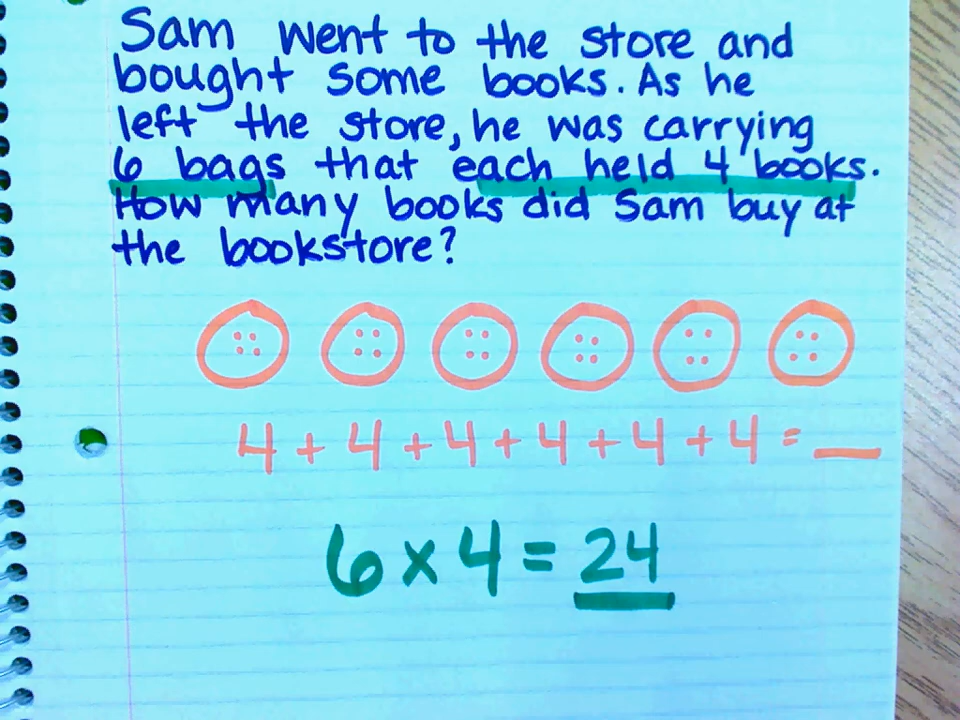 Sam went to the store and
bought some books. As he
left the store, he was carrying
6 bags that each held 4 books.
How many books did Sam buy at
the bookstore?
4 + 4 + 4 + 4 + 4 + 4 = __
6 x 4 = 24